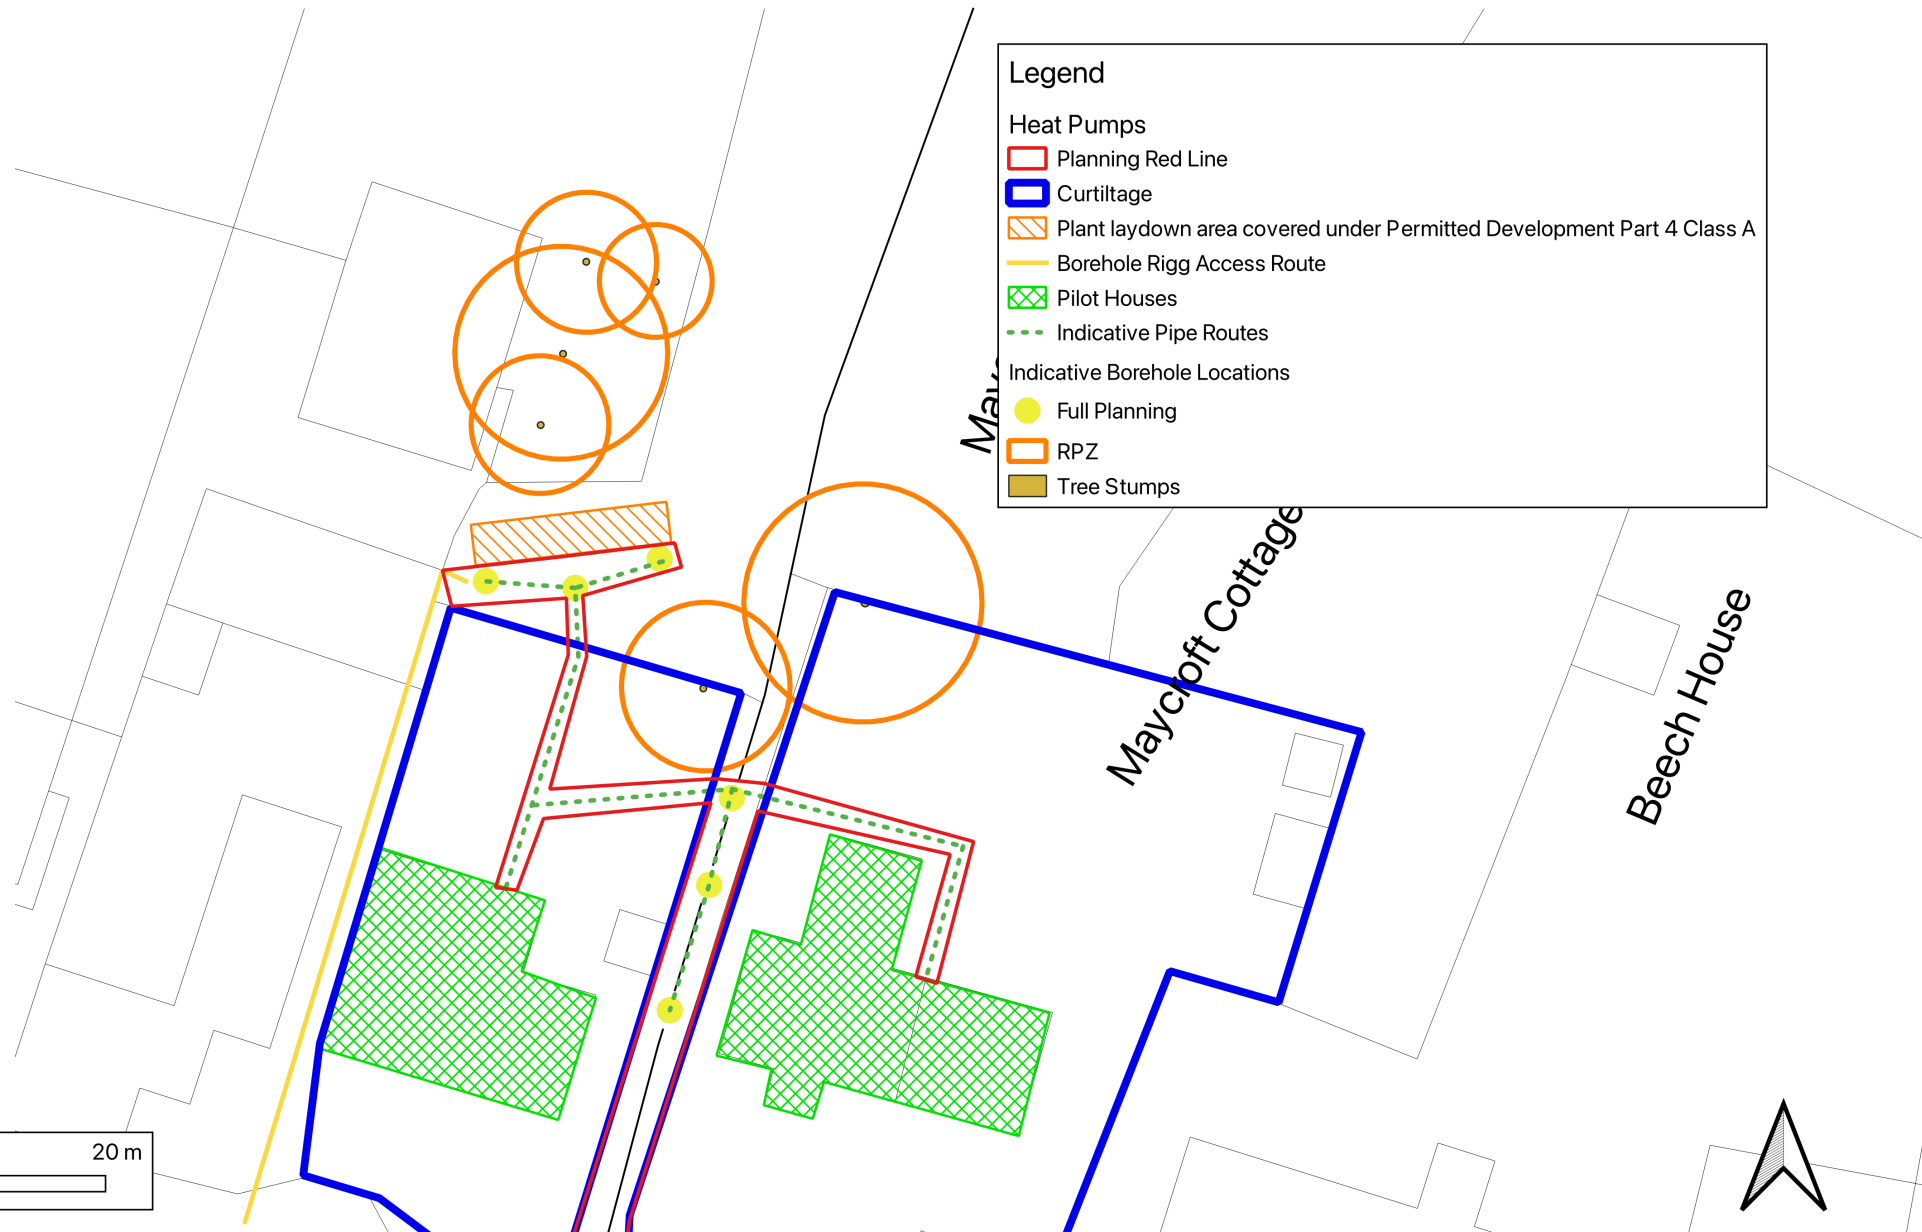 Legend
Heat Pumps
Planning Red Line
Curtiltage
Plant laydown area covered under Permitted Development Part 4 Class A
Borehole Rigg Access Route
Pilot Houses
Indicative Pipe Routes
Indicative Borehole Locations
Full Planning
RPZ
Tree Stumps
Maycroft Cottage
Beech House
20 m